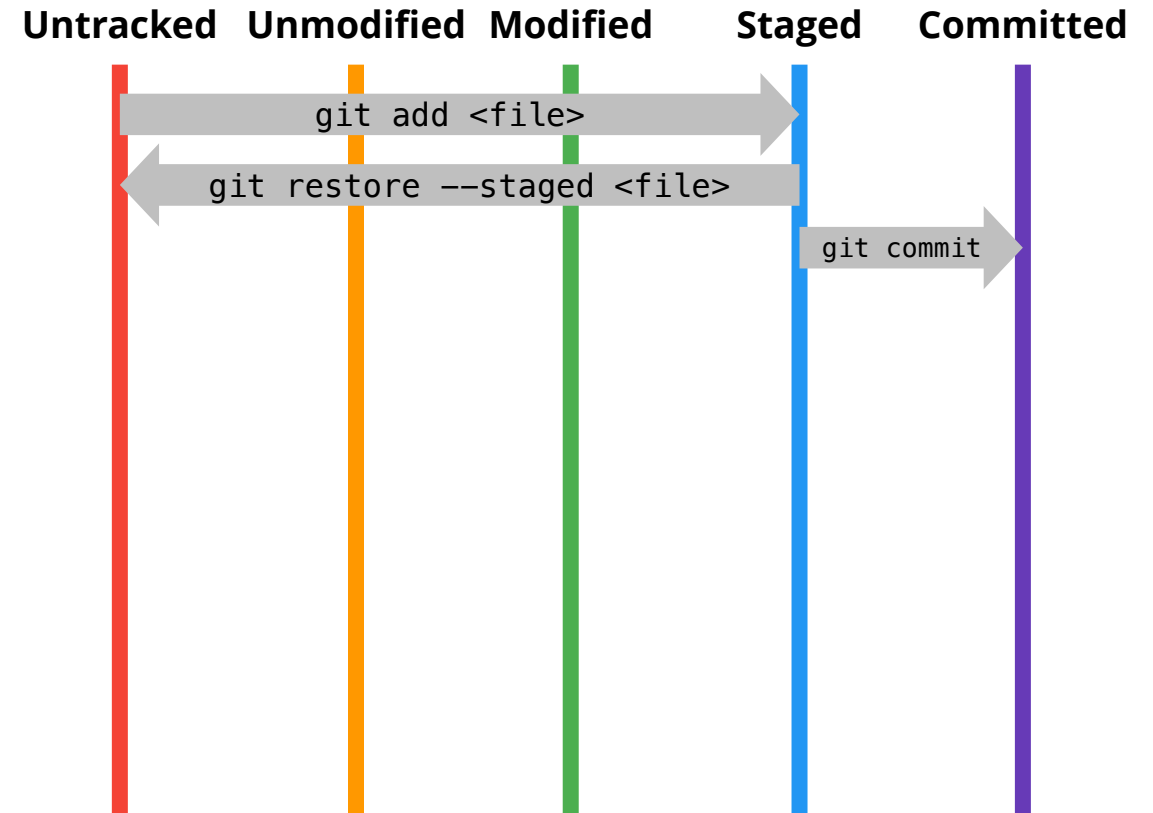 Untracked Unmodified Modified Staged Committed
git add <file>
git restore --staged <file>
git commit